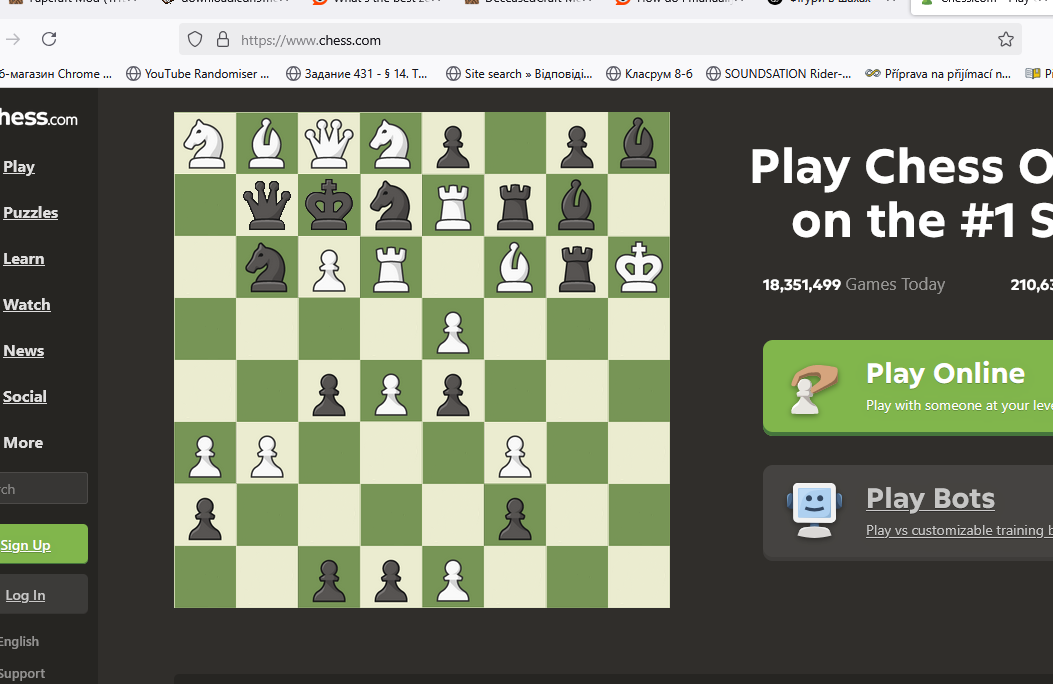 https://www.chess.com
б-магазин Chrome ... YouTube Randomiser ... Задание 431 - § 14. Т... Site search » Відповіді... Класрум 8-б SOUNDSATION Rider-... Příprava na přijímací n...
hess.com
Play
Puzzles
Learn
Watch
News
Social
More
ch
Sign Up
Log In
English
Support
Play Chess O
on the #1 S
18,351,499 Games Today 210,63
Play Online
Play with someone at your leve
Play Bots
Play vs customizable training b